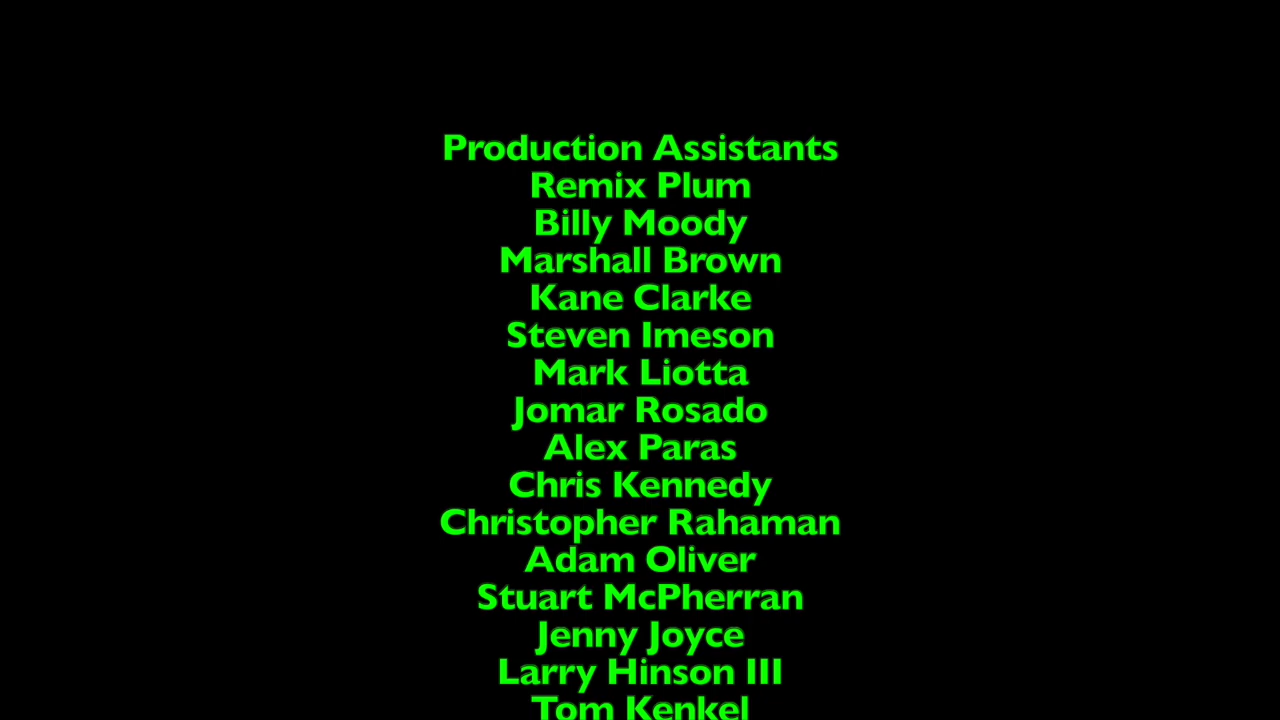 Production Assistants
Remix Plum
Billy Moody
Marshall Brown
Kane Clarke
Steven Imeson
Mark Liotta
Jomar Rosado
Alex Paras
Chris Kennedy
Christopher Rahaman
Adam Oliver
Stuart McPherran
Jenny Joyce
Larry Hinson III
Tom Kenkel